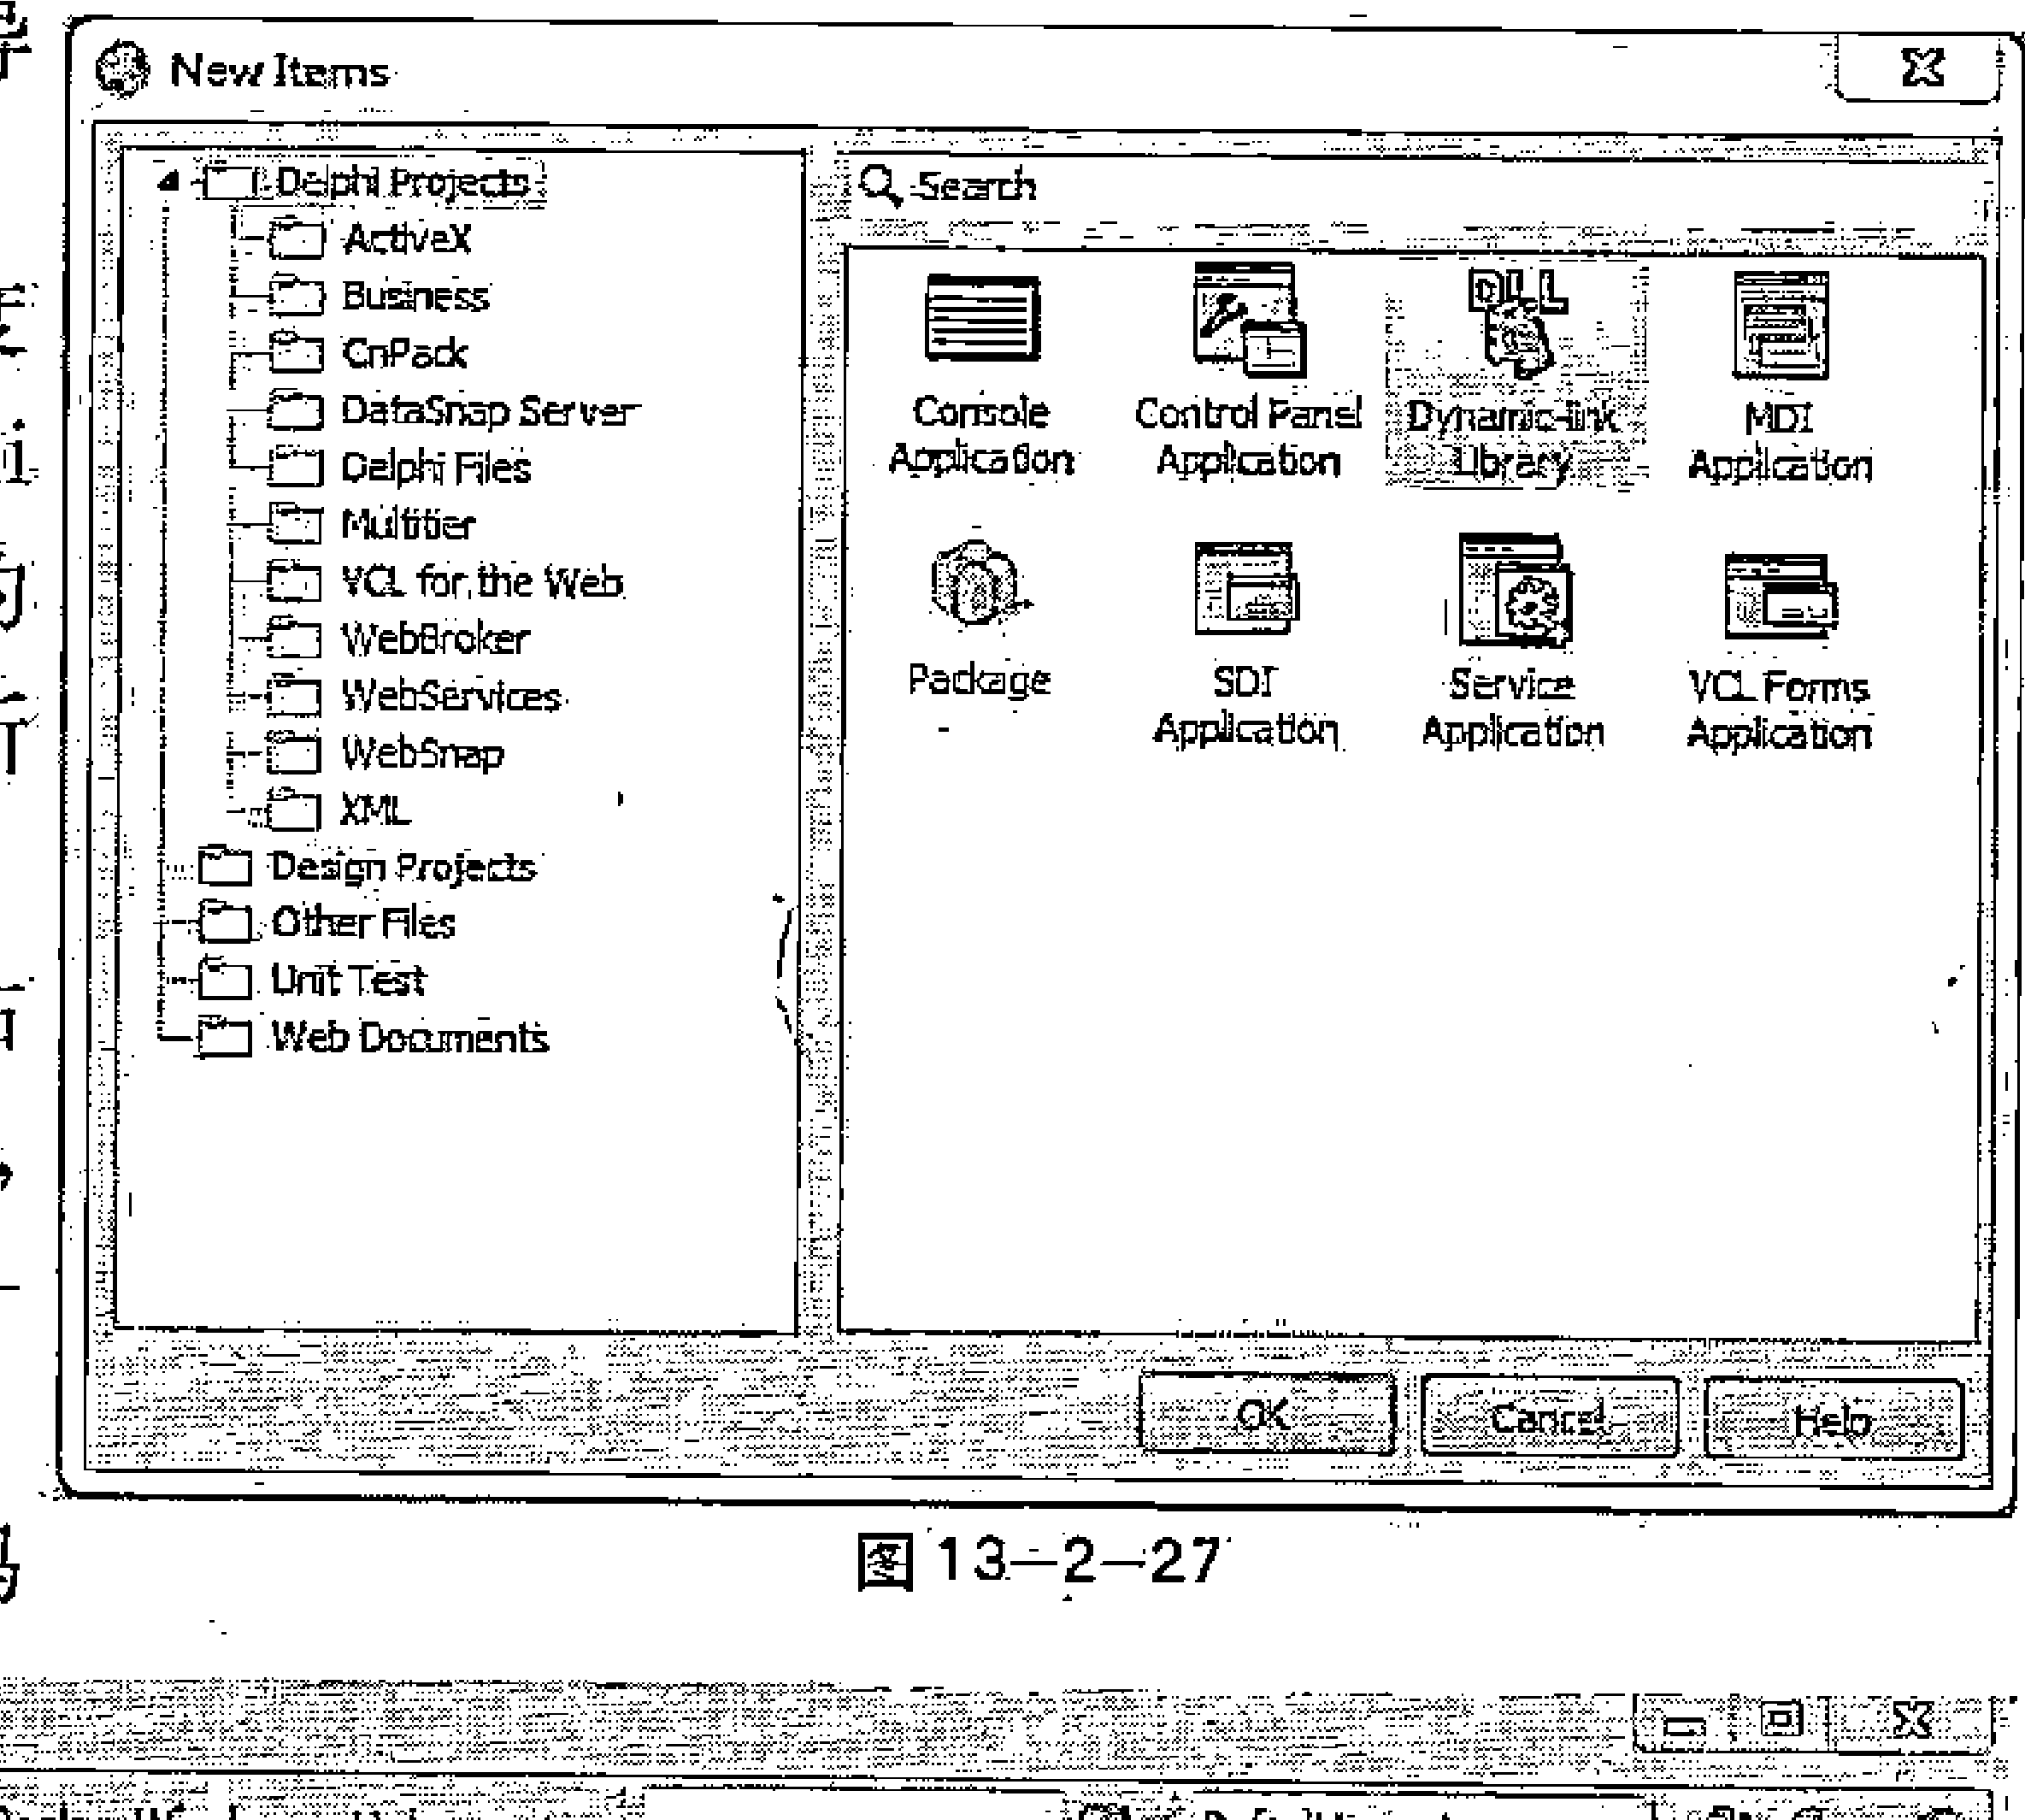 New Items
Delphi Projects
ActiveX
Business
CnPack
DataSnap Server
Delphi Files
Multitier
VCL for the Web
WebBroker
WebServices
WebSnap
XML
Design Projects
Other Files
Unit Test
Web Documents
Search
Console
Application
Control Panel
Application
DLL
Dynamic-link
Library
MDI
Application
Package
SDI
Application
Service
Application
VCL Forms
Application
OK
Cancel
Help
图 13-2-27